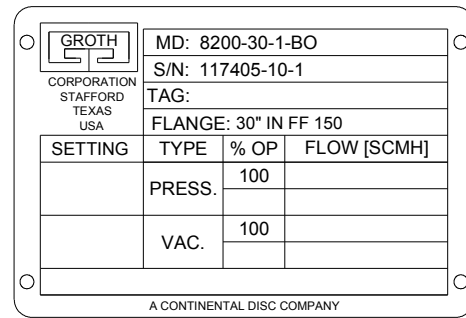 GROTH
CORPORATION
STAFFORD
TEXAS
USA
MD: 8200-30-1-BO
S/N: 117405-10-1
TAG:
FLANGE: 30" IN FF 150
SETTING TYPE % OP FLOW [SCMH]
PRESS. 100
VAC. 100
A CONTINENTAL DISC COMPANY